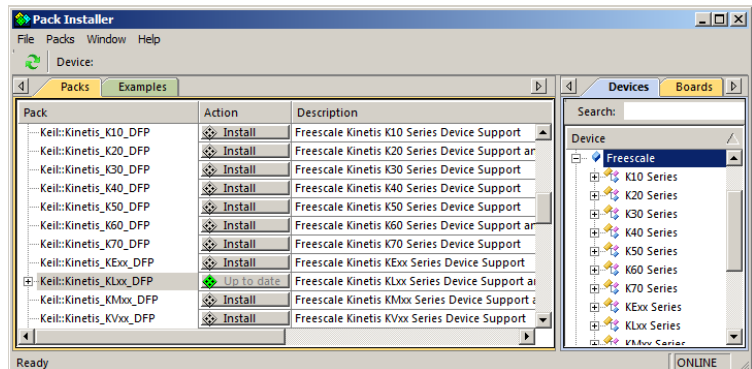 Pack Installer
File Packs Window Help
Device:
Packs Examples
Devices Boards
Pack Action Description
Search:
Keil::Kinetis_K10_DFP Install Freescale Kinetis K10 Series Device Support
Keil::Kinetis_K20_DFP Install Freescale Kinetis K20 Series Device Support an
Keil::Kinetis_K30_DFP Install Freescale Kinetis K30 Series Device Support
Keil::Kinetis_K40_DFP Install Freescale Kinetis K40 Series Device Support
Keil::Kinetis_K50_DFP Install Freescale Kinetis K50 Series Device Support
Keil::Kinetis_K60_DFP Install Freescale Kinetis K60 Series Device Support an
Keil::Kinetis_K70_DFP Install Freescale Kinetis K70 Series Device Support
Keil::Kinetis_KExx_DFP Install Freescale Kinetis KExx Series Device Support
Keil::Kinetis_KLxx_DFP Up to date Freescale Kinetis KLxx Series Device Support a
Keil::Kinetis_KMxx_DFP Install Freescale Kinetis KMxx Series Device Support a
Keil::Kinetis_KVxx_DFP Install Freescale Kinetis KVxx Series Device Support
Device
Freescale
K10 Series
K20 Series
K30 Series
K40 Series
K50 Series
K60 Series
K70 Series
KExx Series
KLxx Series
KMxx Series
Ready ONLINE